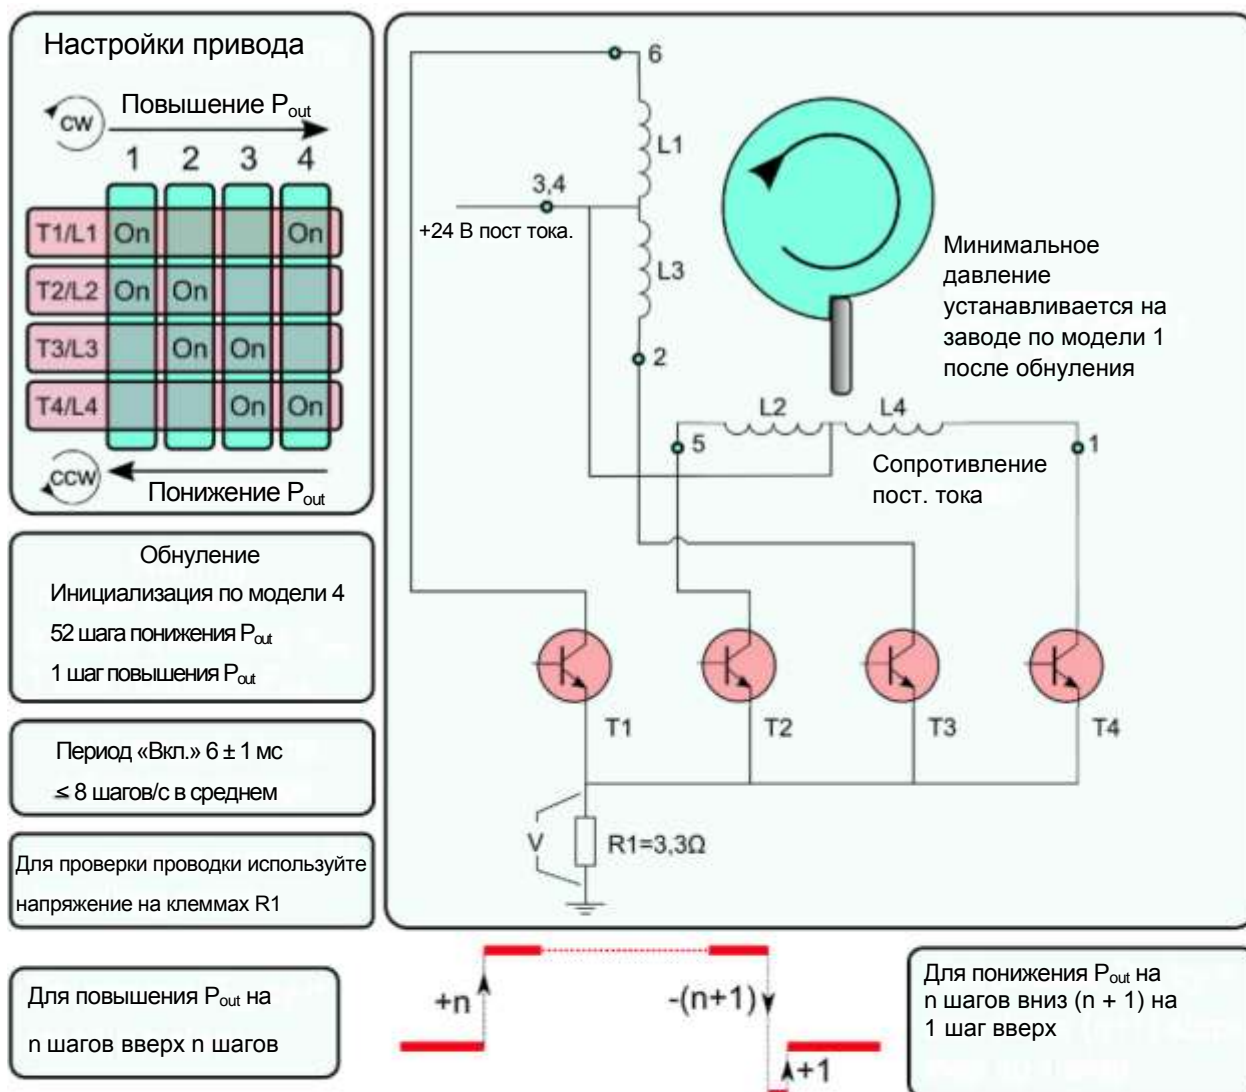 Настройки привода
CW
Повышение Pout
1 2 3 4
T1/L1 On On
T2/L2 On On
T3/L3 On On
T4/L4 On On
CCW
Понижение Pout
Обнуление
Инициализация по модели 4
52 шага понижения Pout
1 шаг повышения Pout
Период «Вкл.» 6 ± 1 мс
≤ 8 шагов/с в среднем
Для проверки проводки используйте
напряжение на клеммах R1
6
L1
3,4
+24 В пост тока.
L3
2
Минимальное
давление
устанавливается на
заводе по модели 1
после обнуления
L2 L4
5
1
Сопротивление
пост. тока
T1
T2
T3
T4
V
R1=3,3Ω
Для повышения Pout на
n шагов вверх n шагов
+n
-(n+1)
+1
Для понижения Pout на
n шагов вниз (n + 1) на
1 шаг вверх